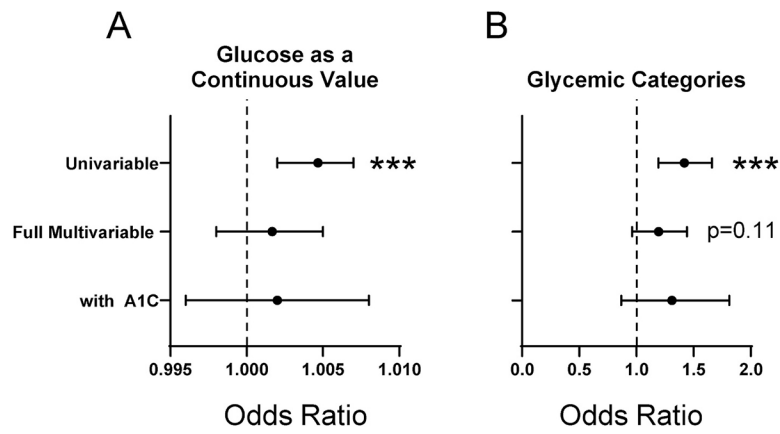 A
B
Glucose as a
Continuous Value
Glycemic Categories
Univariable
***
***
Full Multivariable
p=0.11
with A1C
0.995 1.000 1.005 1.010
0.0 0.5 1.0 1.5 2.0
Odds Ratio
Odds Ratio